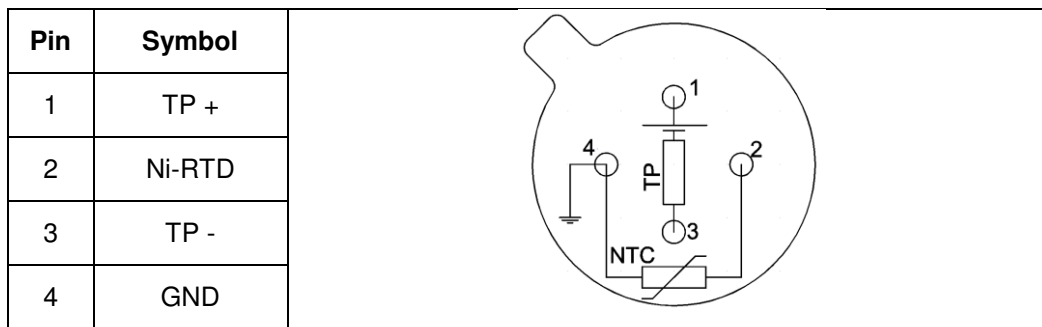 Pin Symbol
1 TP +
2 Ni-RTD
3 TP -
4 GND
1
4
2
TP
3
NTC